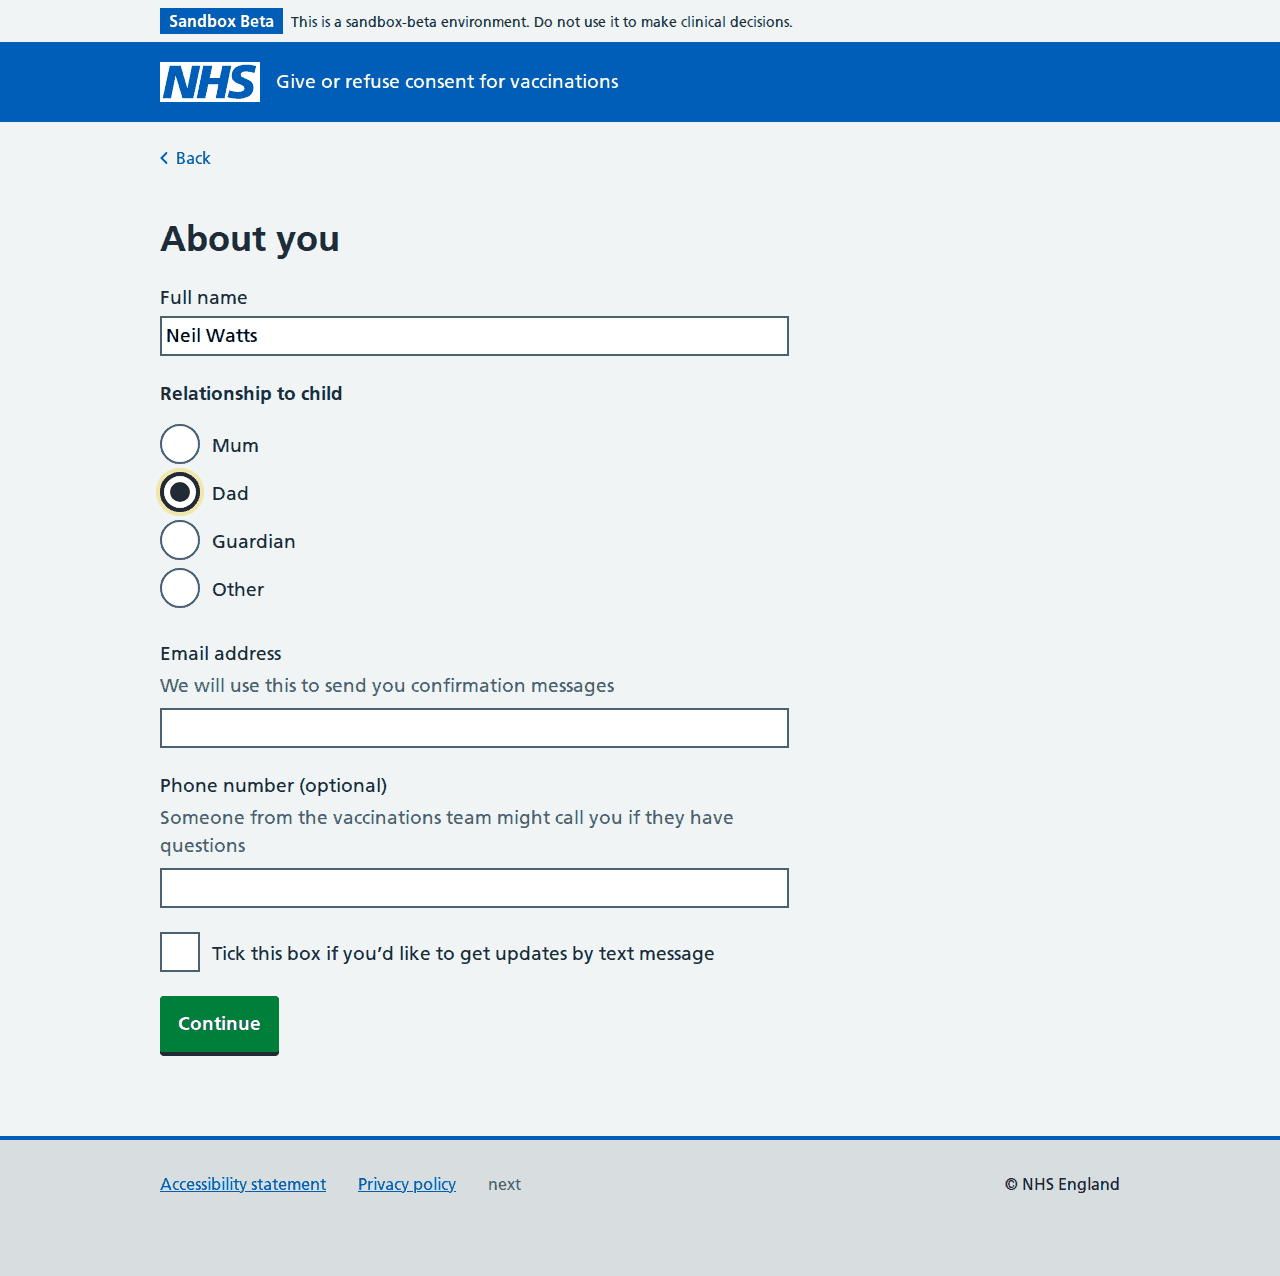 Sandbox Beta This is a sandbox-beta environment. Do not use it to make clinical decisions.
NHS Give or refuse consent for vaccinations
Back
About you
Full name
Neil Watts
Relationship to child
Mum
Dad
Guardian
Other
Email address
We will use this to send you confirmation messages
Phone number (optional)
Someone from the vaccinations team might call you if they have
questions
Tick this box if you’d like to get updates by text message
Continue
Accessibility statement Privacy policy next © NHS England